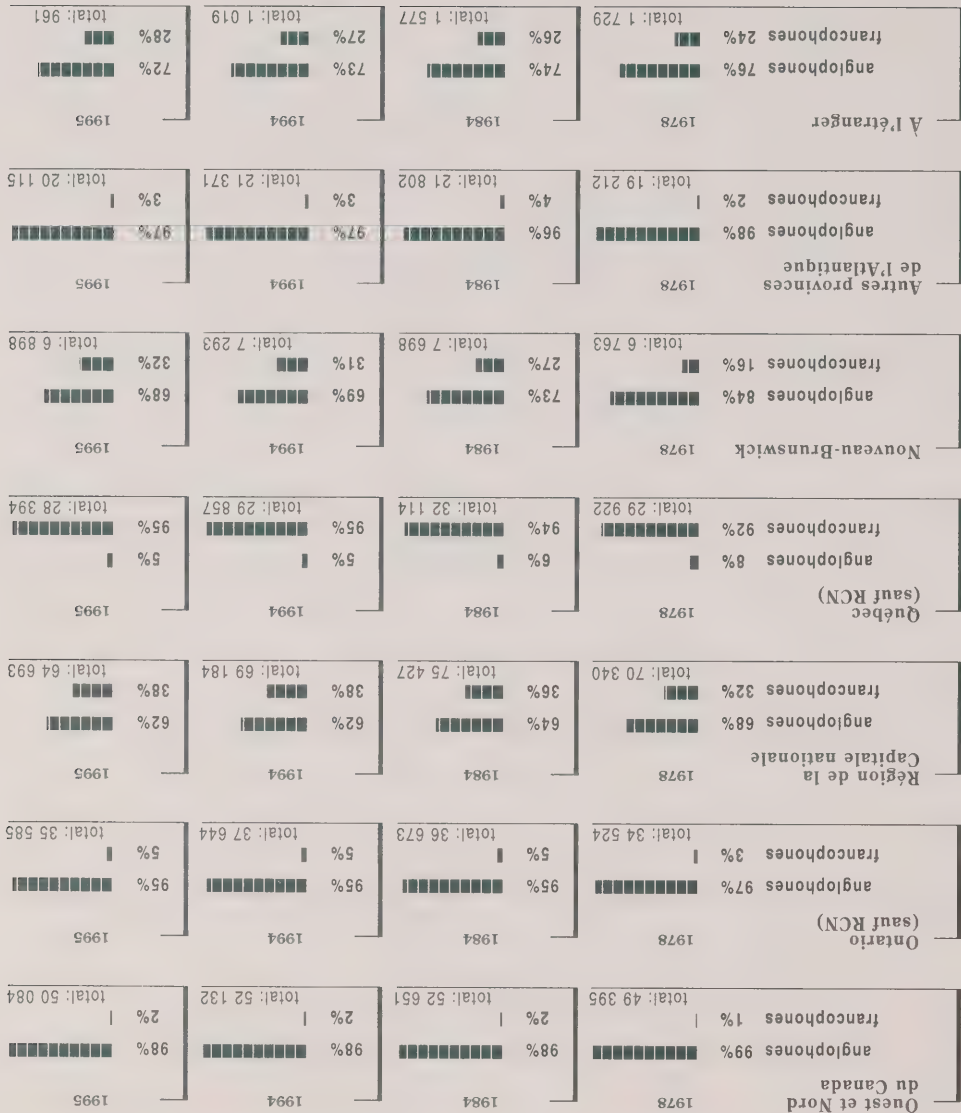 Ouest et Nord
du Canada 1978 1984 1994 1995
anglophones 99% 98% 98% 98%
francophones 1% 2% 2% 2%
total: 49 395 total: 52 651 total: 52 132 total: 50 084
Ontario
(sauf RCN) 1978 1984 1994 1995
anglophones 97% 95% 95% 95%
francophones 3% 5% 5% 5%
total: 34 524 total: 36 673 total: 37 644 total: 35 585
Région de la
Capitale nationale 1978 1984 1994 1995
anglophones 68% 64% 62% 62%
francophones 32% 36% 38% 38%
total: 70 340 total: 75 427 total: 69 184 total: 64 693
Québec
(sauf RCN) 1978 1984 1994 1995
anglophones 8% 6% 5% 5%
francophones 92% 94% 95% 95%
total: 29 922 total: 32 114 total: 29 857 total: 28 394
Nouveau-Brunswick 1978 1984 1994 1995
anglophones 84% 73% 69% 68%
francophones 16% 27% 31% 32%
total: 6 763 total: 7 698 total: 7 293 total: 6 898
Autres provinces
de l'Atlantique 1978 1984 1994 1995
anglophones 98% 96% 97% 97%
francophones 2% 4% 3% 3%
total: 19 212 total: 21 802 total: 21 371 total: 20 115
À l'étranger 1978 1984 1994 1995
anglophones 76% 74% 73% 72%
francophones 24% 26% 27% 28%
total: 1 729 total: 1 577 total: 1 019 total: 961